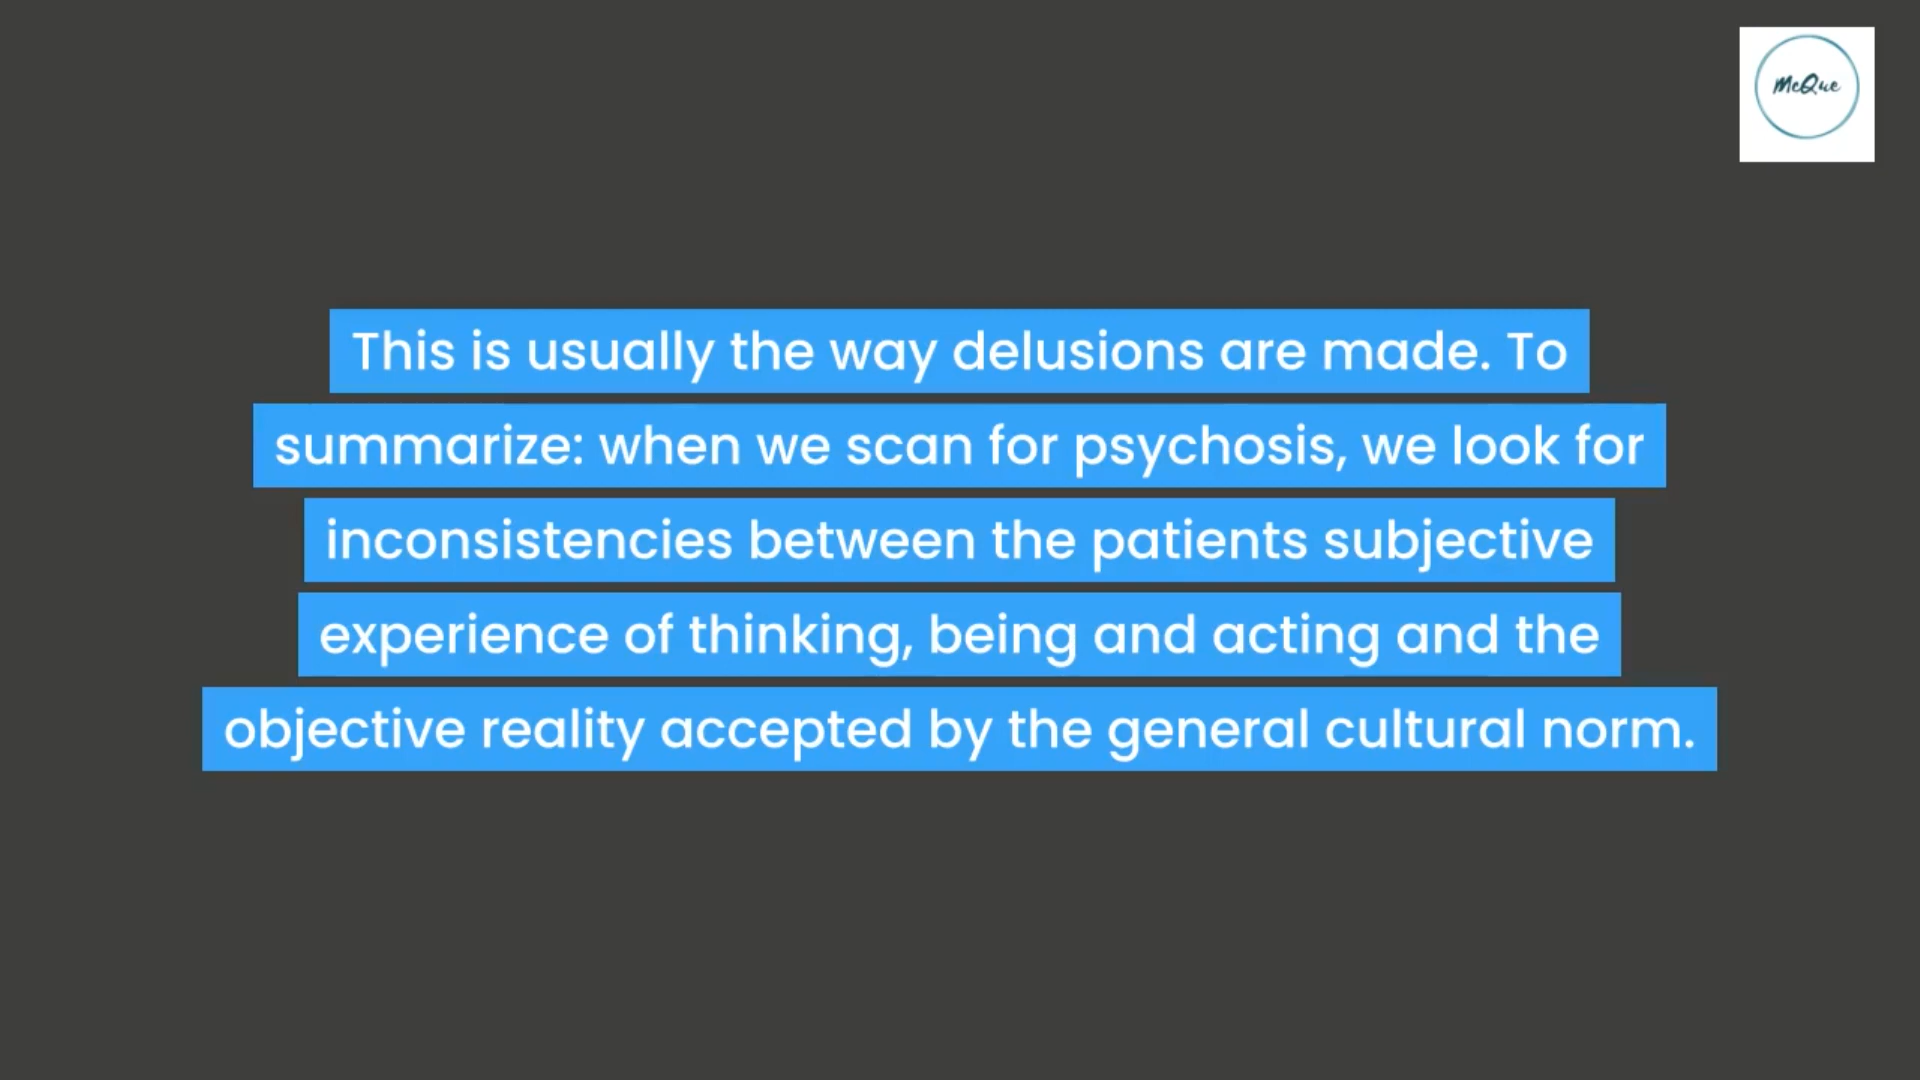 McQue
This is usually the way delusions are made. To
summarize: when we scan for psychosis, we look for
inconsistencies between the patients subjective
experience of thinking, being and acting and the
objective reality accepted by the general cultural norm.